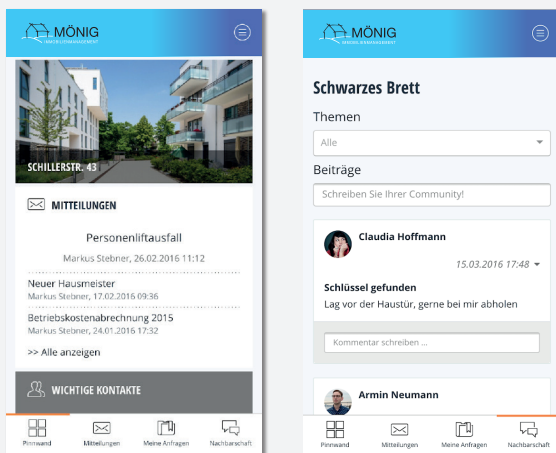 MÖNIG
IMMOBILIENMANAGEMENT
SCHILLERSTR. 43
MITTEILUNGEN
Personenliftausfall
Markus Stebner, 26.02.2016 11:12
Neuer Hausmeister
Markus Stebner, 17.02.2016 09:36
Betriebskostenabrechnung 2015
Markus Stebner, 24.01.2016 17:32
>> Alle anzeigen
WICHTIGE KONTAKTE
Pinnwand Mitteilungen Meine Anfragen Nachbarschaft
MÖNIG
IMMOBILIENMANAGEMENT
Schwarzes Brett
Themen
Alle
Beiträge
Schreiben Sie Ihrer Community!
Claudia Hoffmann
15.03.2016 17:48
Schlüssel gefunden
Lag vor der Haustür, gerne bei mir abholen
Kommentar schreiben ...
Armin Neumann
Pinnwand Mitteilungen Meine Anfragen Nachbarschaft